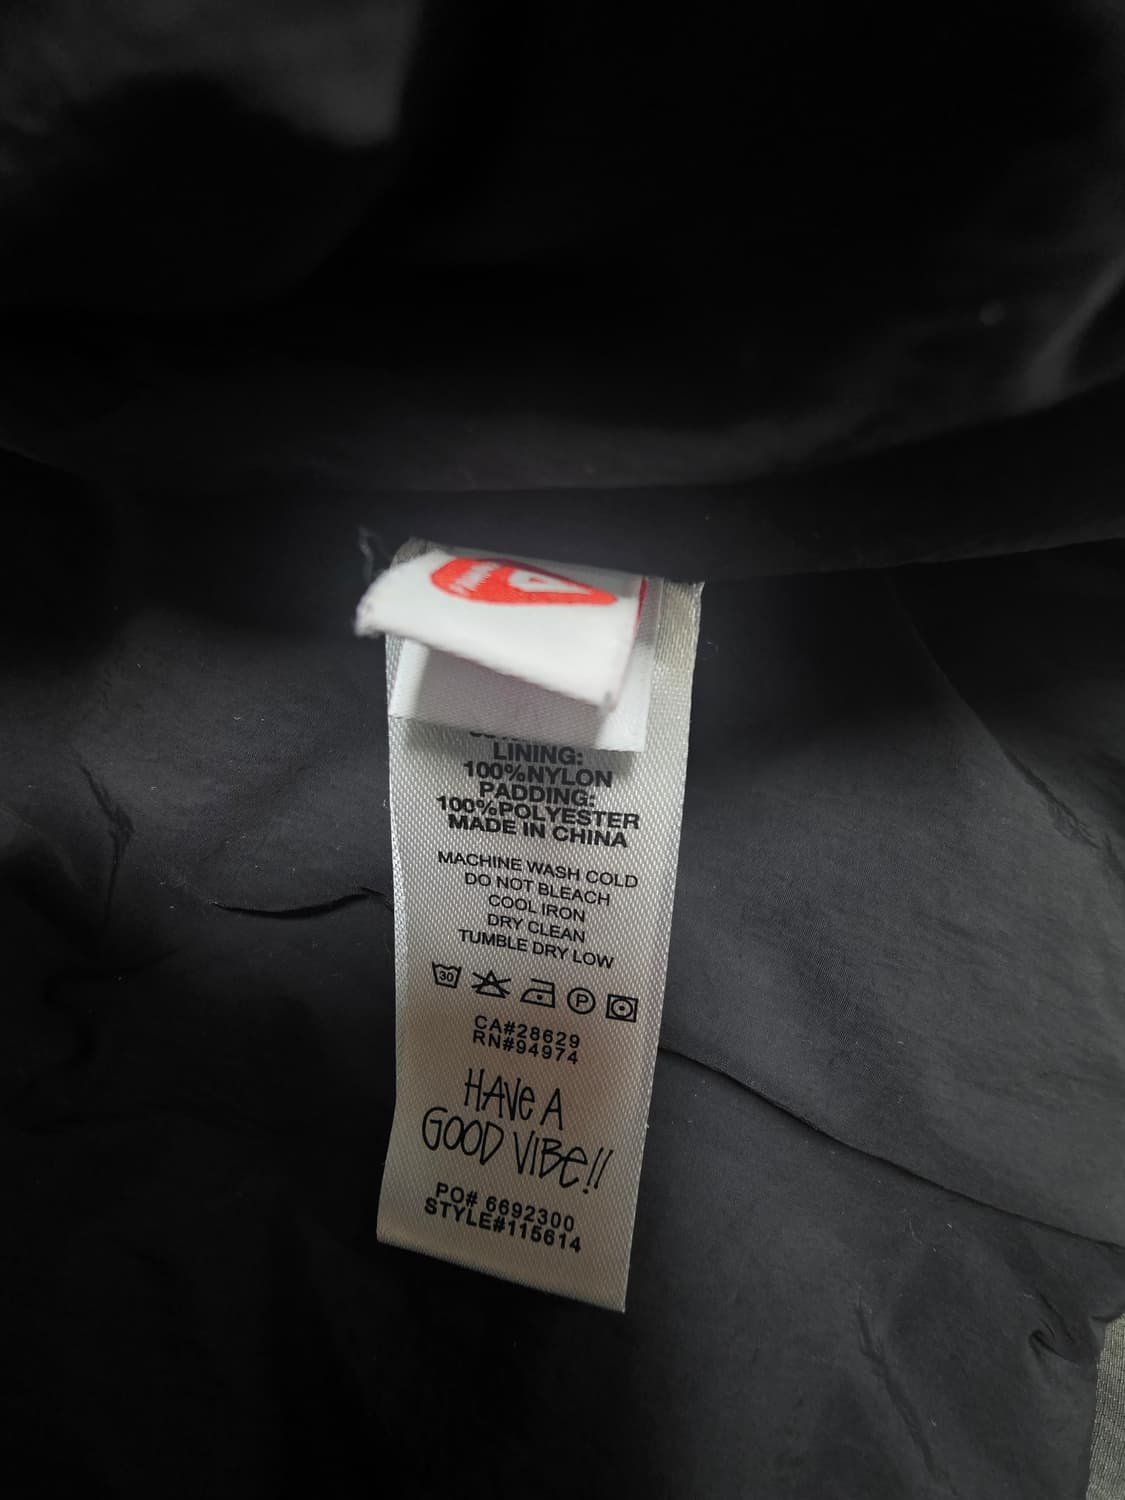 LINING:
100%NYLON
PADDING:
100%POLYESTER
MADE IN CHINA
MACHINE WASH COLD
DO NOT BLEACH
COOL IRON
DRY CLEAN
TUMBLE DRY LOW
30 P
CA#28629
RN#94974
HAVE A
GOOD VIBE!!
PO# 6692300
STYLE#115614